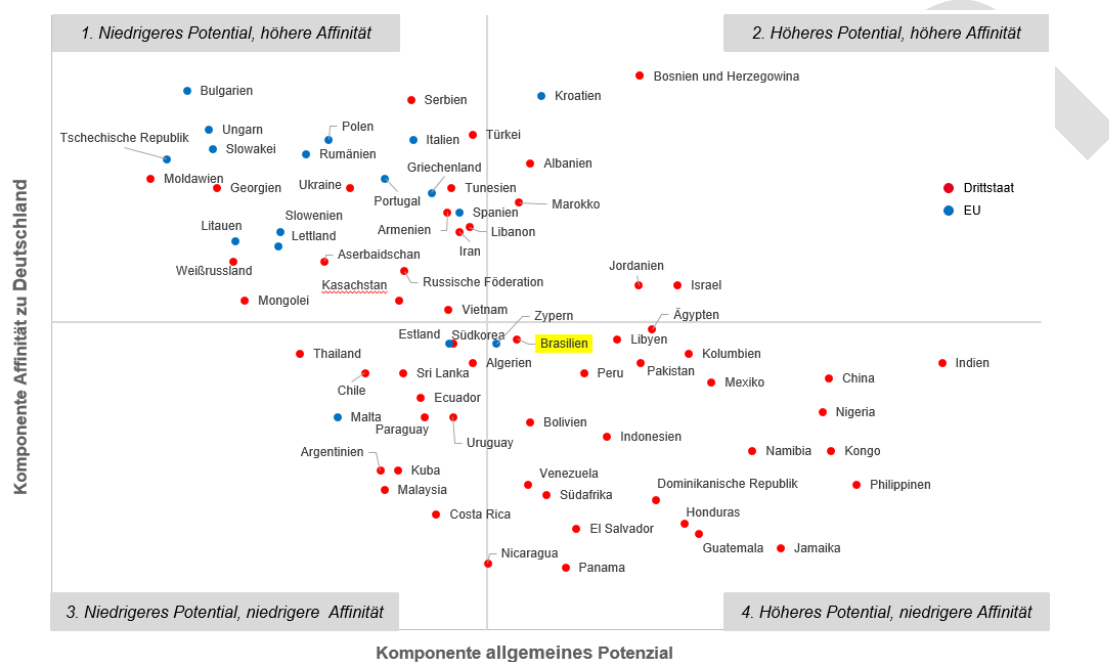 1. Niedrigeres Potential, höhere Affinität
2. Höheres Potential, höhere Affinität
Bosnien und Herzegowina
Bulgarien
Serbien
Kroatien
Ungarn
Polen
Tschechische Republik
Italien
Türkei
Slowakei
Rumänien
Griechenland
Albanien
Moldawien
Georgien
Ukraine
Tunesien
Drittstaat
Portugal
Marokko
EU
Slowenien
Spanien
Litauen
Armenien
Libanon
Lettland
Iran
Aserbaidschan
Weißrussland
Jordanien
Kasachstan
Russische Föderation
Israel
Mongolei
Vietnam
Zypern
Ägypten
Estland
Südkorea
Brasilien
Libyen
Thailand
Kolumbien
Algerien
Pakistan
Indien
Chile
Sri Lanka
Peru
Mexiko
China
Ecuador
Malta
Paraguay
Bolivien
Nigeria
Uruguay
Indonesien
Argentinien
Namibia
Kongo
Kuba
Venezuela
Malaysia
Südafrika
Dominikanische Republik
Philippinen
Costa Rica
Honduras
El Salvador
Guatemala
Jamaika
Nicaragua
Panama
3. Niedrigeres Potential, niedrigere Affinität
4. Höheres Potential, niedrigere Affinität
Komponente Affinität zu Deutschland
Komponente allgemeines Potenzial